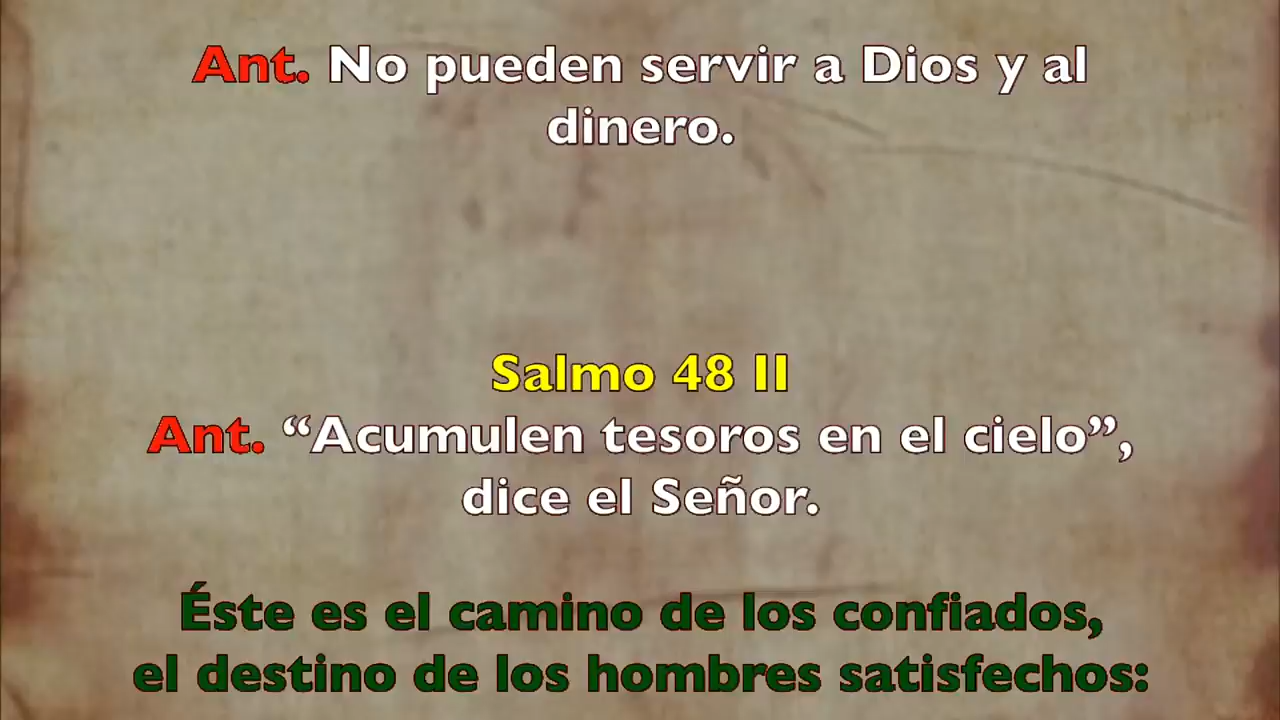 Ant. No pueden servir a Dios y al
dinero.
Salmo 48 II
Ant. “Acumulen tesoros en el cielo”,
dice el Señor.
Éste es el camino de los confiados,
el destino de los hombres satisfechos: